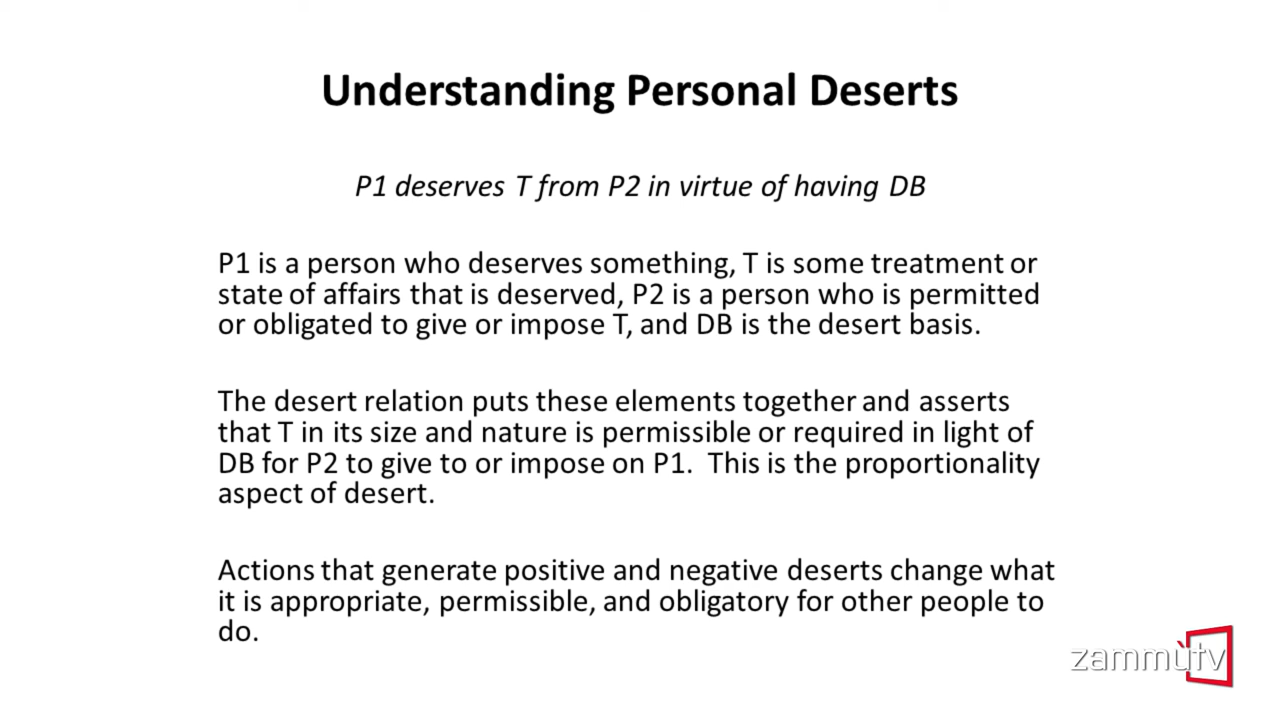 Understanding Personal Deserts
P1 deserves T from P2 in virtue of having DB
P1 is a person who deserves something, T is some treatment or
state of affairs that is deserved, P2 is a person who is permitted
or obligated to give or impose T, and DB is the desert basis.
The desert relation puts these elements together and asserts
that T in its size and nature is permissible or required in light of
DB for P2 to give to or impose on P1.  This is the proportionality
aspect of desert.
Actions that generate positive and negative deserts change what
it is appropriate, permissible, and obligatory for other people to
do.
zammùtv